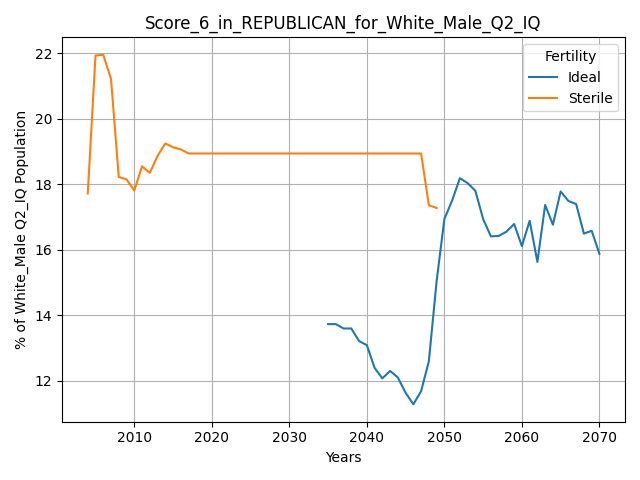 Score_6_in_REPUBLICAN_for_White_Male_Q2_IQ
% of White_Male Q2_IQ Population
22
20
18
16
14
12
Fertility
Ideal
Sterile
2010 2020 2030 2040 2050 2060 2070
Years